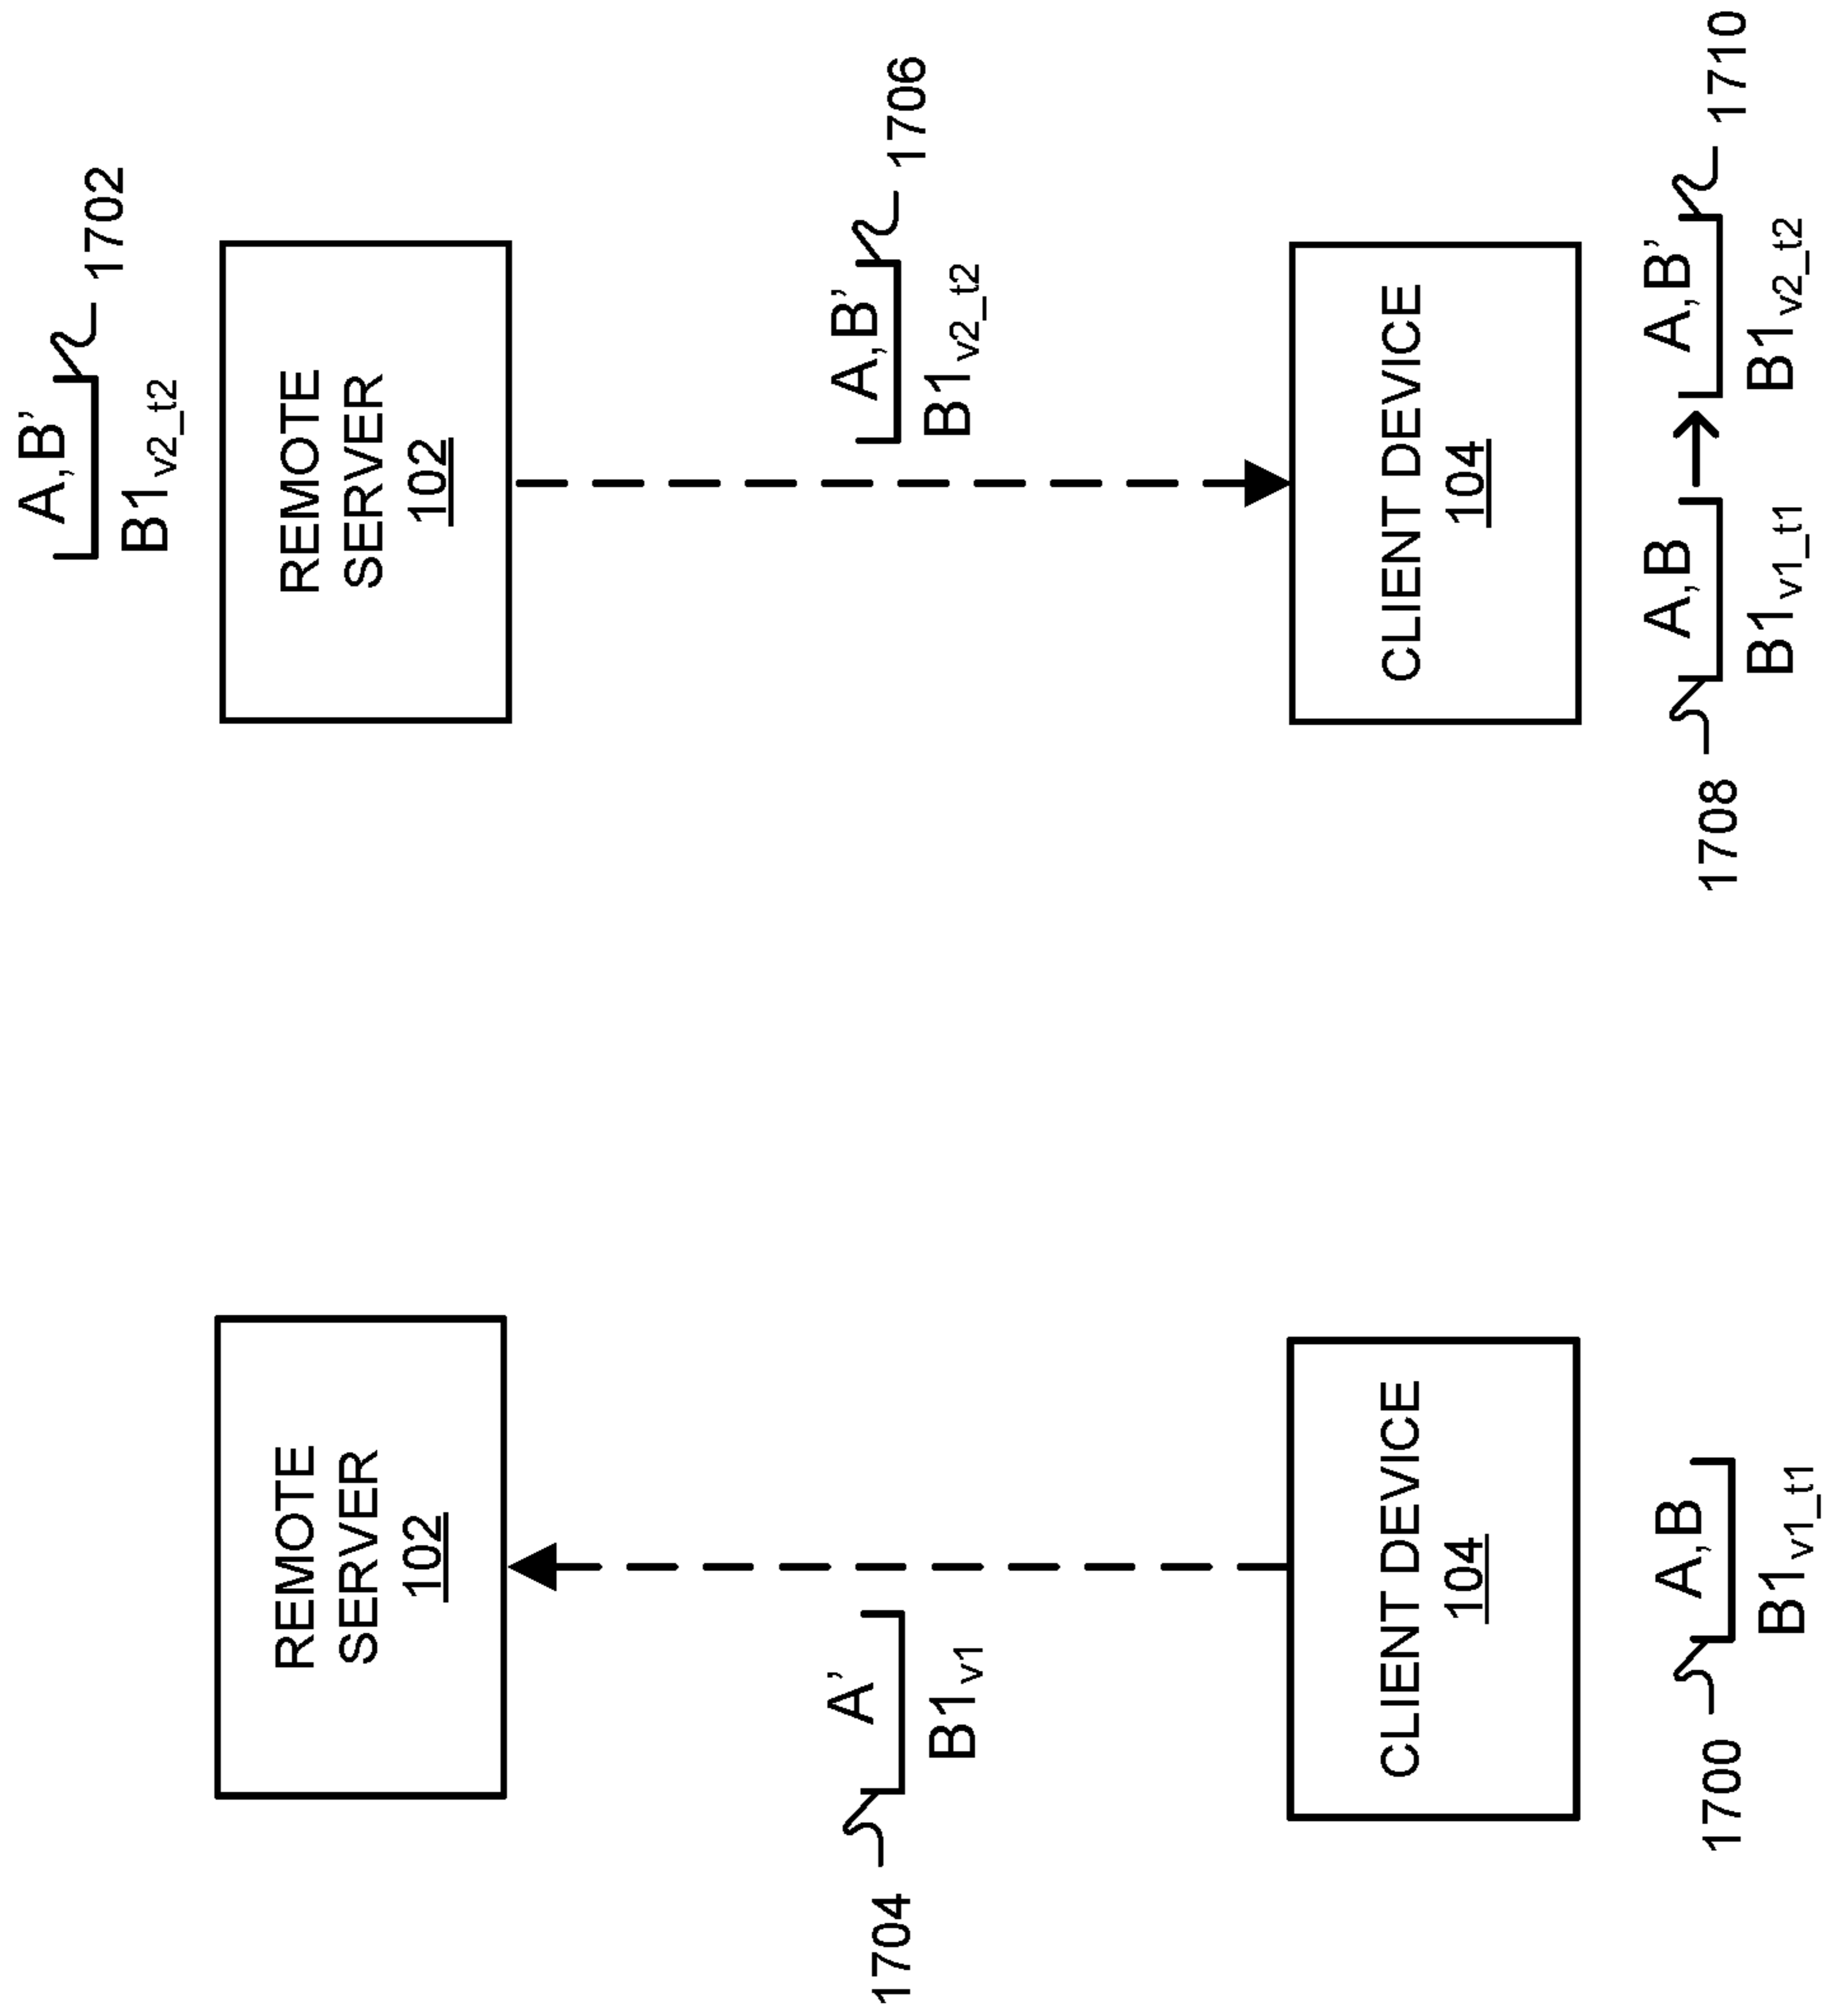 REMOTE
SERVER
102
A’
1704
B1v1
CLIENT DEVICE
104
A,B
1700
B1v1_t1
A,B’
1702
B1v2_t2
REMOTE
SERVER
102
A,B’
1706
B1v2_t2
CLIENT DEVICE
104
A,B
1708
B1v1_t1
A,B’
1710
B1v2_t2